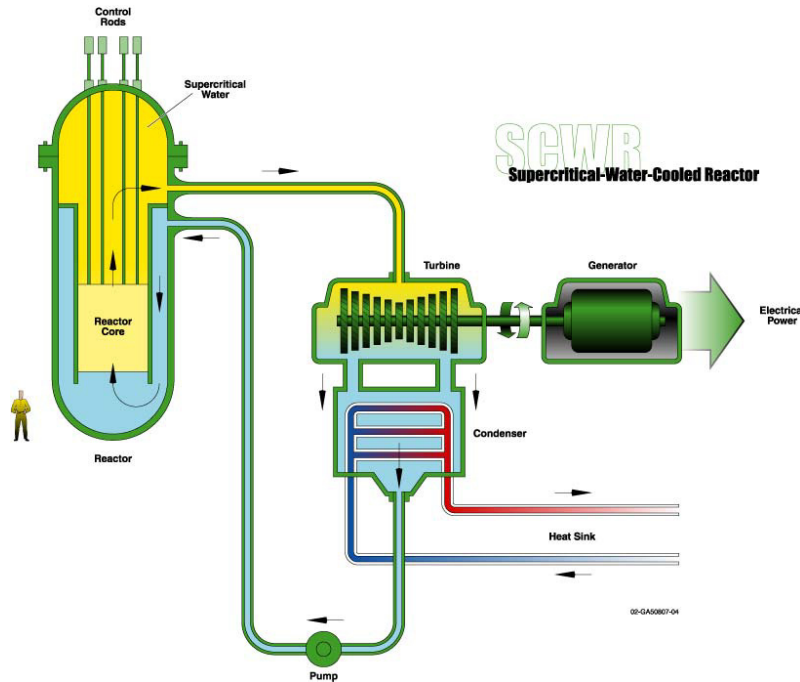 Control
Rods
Supercritical
Water
SCWR
Supercritical-Water-Cooled Reactor
Turbine
Generator
Electrical
Power
Reactor
Core
Condenser
Reactor
Heat Sink
02-GA50807-04
Pump